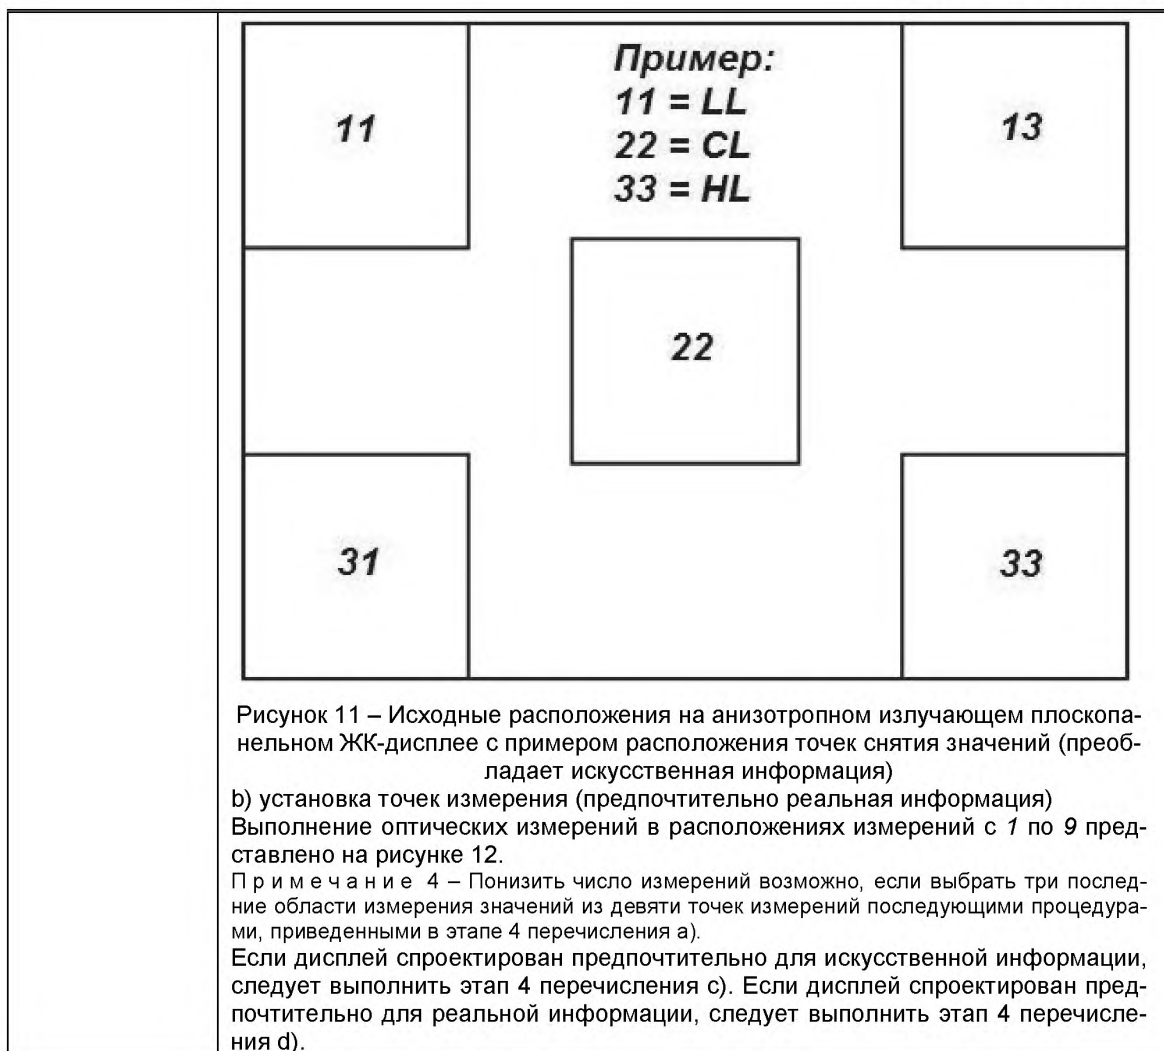 Пример:
11 = LL
22 = CL
33 = HL
11
13
22
31
33
Рисунок 11 – Исходные расположения на анизотропном излучающем плоскопа-
нельном ЖК-дисплее с примером расположения точек снятия значений (преоб-
ладает искусственная информация)
b) установка точек измерения (предпочтительно реальная информация)
Выполнение оптических измерений в расположениях измерений с 1 по 9 пред-
ставлено на рисунке 12.
П р и м е ч а н и е 4 – Понизить число измерений возможно, если выбрать три послед-
ние области измерения значений из девяти точек измерений последующими процедура-
ми, приведенными в этапе 4 перечисления а).
Если дисплей спроектирован предпочтительно для искусственной информации,
следует выполнить этап 4 перечисления с). Если дисплей спроектирован пред-
почтительно для реальной информации, следует выполнить этап 4 перечисле-
ния d).